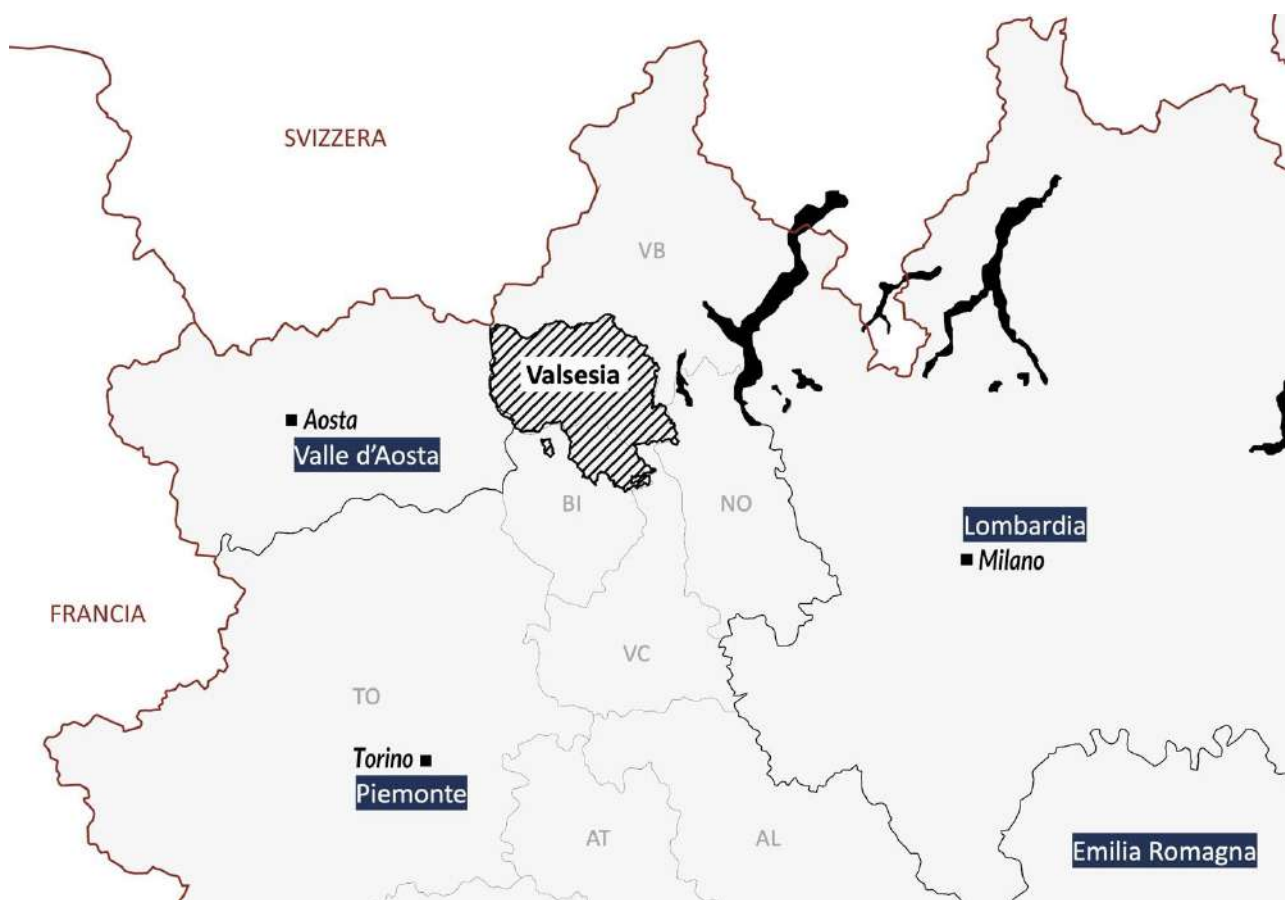 SVIZZERA
VB
Valsesia
Aosta
Valle d'Aosta
BI
NO
Lombardia
Milano
FRANCIA
VC
TO
Torino
Piemonte
AT
AL
Emilia Romagna